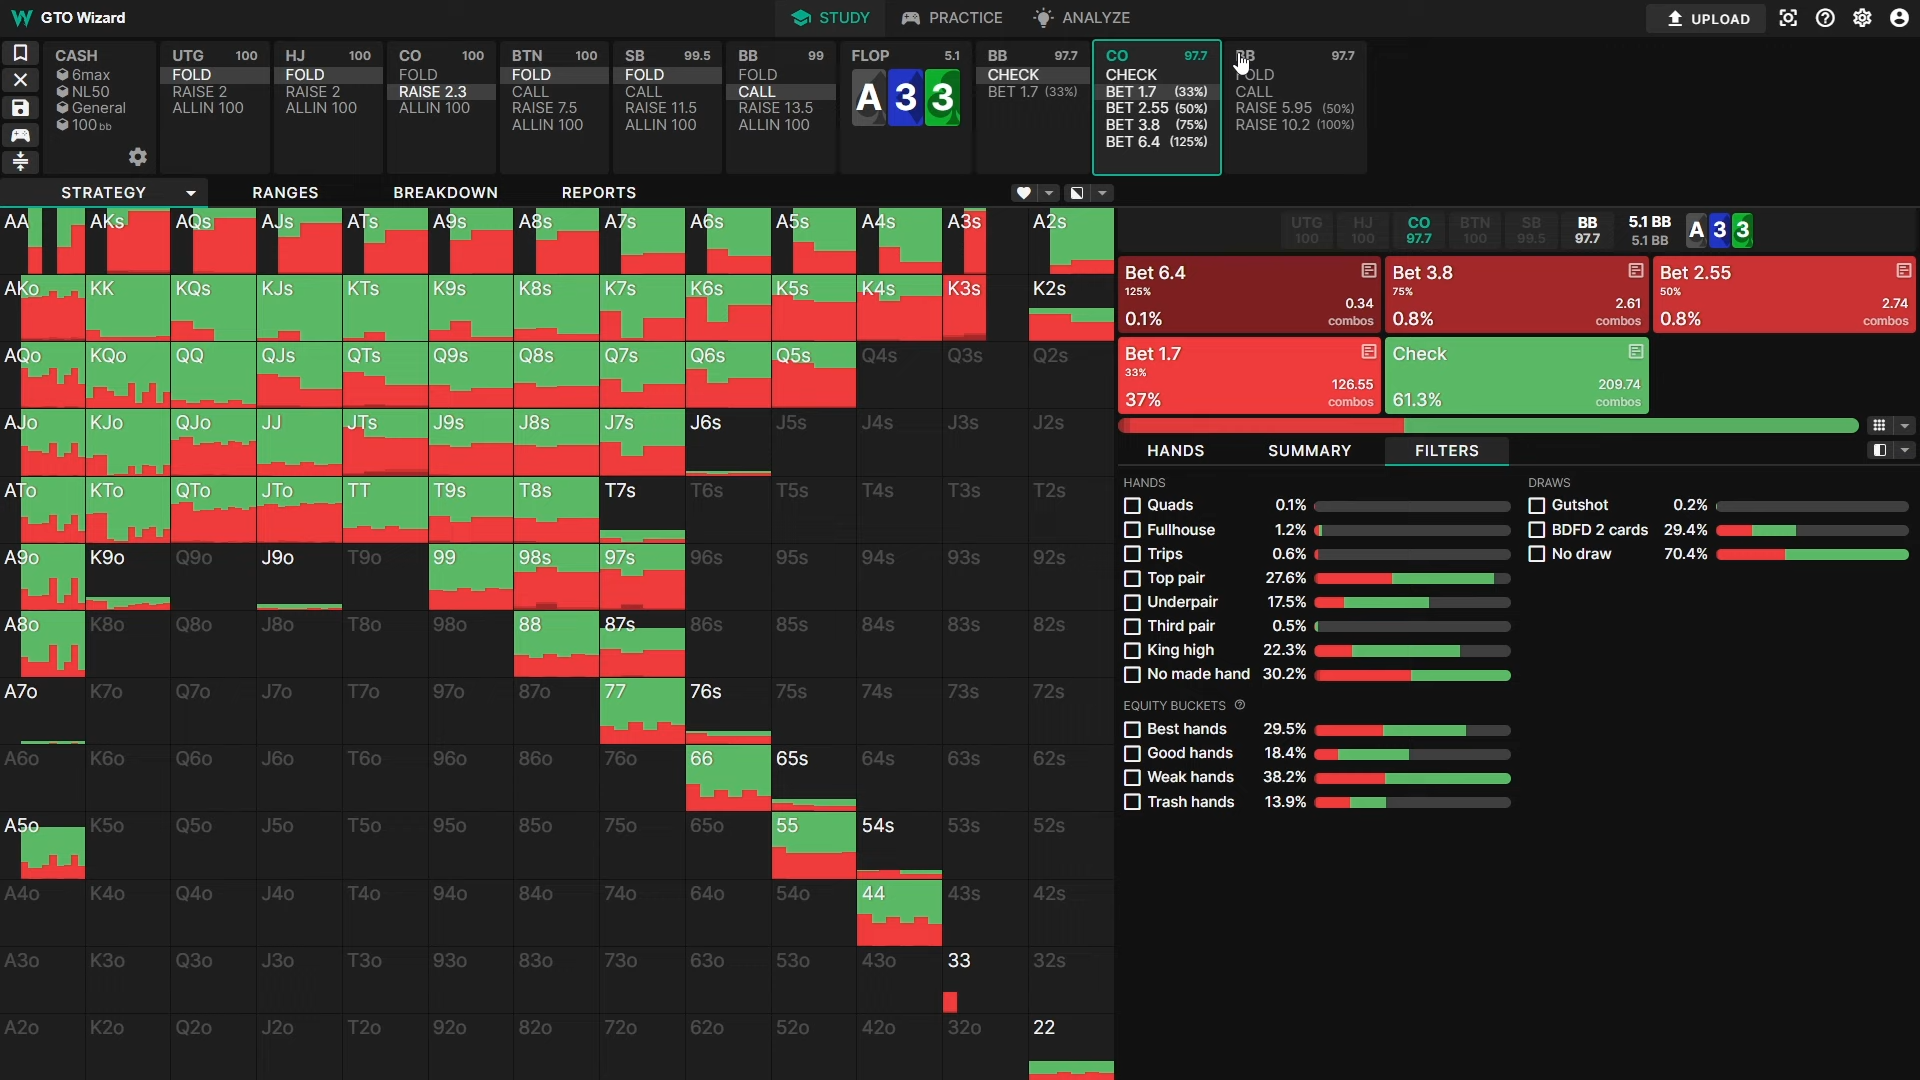 GTO Wizard
STUDY
PRACTICE
ANALYZE
UPLOAD
CASH
6max
NL50
General
100bb
UTG 100
FOLD
RAISE 2
ALLIN 100
HJ 100
FOLD
RAISE 2
ALLIN 100
CO 100
FOLD
RAISE 2.3
ALLIN 100
BTN 100
FOLD
CALL
RAISE 7.5
ALLIN 100
SB 99.5
FOLD
CALL
RAISE 11.5
ALLIN 100
BB 99
FOLD
CALL
RAISE 13.5
ALLIN 100
FLOP 5.1
A 3 3
BB 97.7
CHECK
BET 1.7 (33%)
CO 97.7
CHECK
BET 1.7 (33%)
BET 2.55 (50%)
BET 3.8 (75%)
BET 6.4 (125%)
BB 97.7
FOLD
CALL
RAISE 5.95 (50%)
RAISE 10.2 (100%)
STRATEGY RANGES BREAKDOWN REPORTS
AA AKs AQs AJs ATs A9s A8s A7s A6s A5s A4s A3s A2s
AKo KK KQs KJs KTs K9s K8s K7s K6s K5s K4s K3s K2s
AQo KQo QQ QJs QTs Q9s Q8s Q7s Q6s Q5s Q4s Q3s Q2s
AJo KJo QJo JJ JTs J9s J8s J7s J6s J5s J4s J3s J2s
ATo KTo QTo JTo TT T9s T8s T7s T6s T5s T4s T3s T2s
A9o K9o Q9o J9o T9o 99 98s 97s 96s 95s 94s 93s 92s
A8o K8o Q8o J8o T8o 98o 88 87s 86s 85s 84s 83s 82s
A7o K7o Q7o J7o T7o 97o 87o 77 76s 75s 74s 73s 72s
A6o K6o Q6o J6o T6o 96o 86o 76o 66 65s 64s 63s 62s
A5o K5o Q5o J5o T5o 95o 85o 75o 65o 55 54s 53s 52s
A4o K4o Q4o J4o T4o 94o 84o 74o 64o 54o 44 43s 42s
A3o K3o Q3o J3o T3o 93o 83o 73o 63o 53o 43o 33 32s
A2o K2o Q2o J2o T2o 92o 82o 72o 62o 52o 42o 32o 22
UTG HJ CO BTN SB BB 5.1 BB
100 100 97.7 100 99.5 97.7 5.1 BB
A 3 3
Bet 6.4
125%
0.34
0.1% combos
Bet 3.8
75%
2.61
0.8% combos
Bet 2.55
50%
2.74
0.8% combos
Bet 1.7
33%
126.55
37% combos
Check
209.74
61.3% combos
HANDS SUMMARY FILTERS
HANDS
Quads 0.1%
Fullhouse 1.2%
Trips 0.6%
Top pair 27.6%
Underpair 17.5%
Third pair 0.5%
King high 22.3%
No made hand 30.2%
EQUITY BUCKETS
Best hands 29.5%
Good hands 18.4%
Weak hands 38.2%
Trash hands 13.9%
DRAWS
Gutshot 0.2%
BDFD 2 cards 29.4%
No draw 70.4%